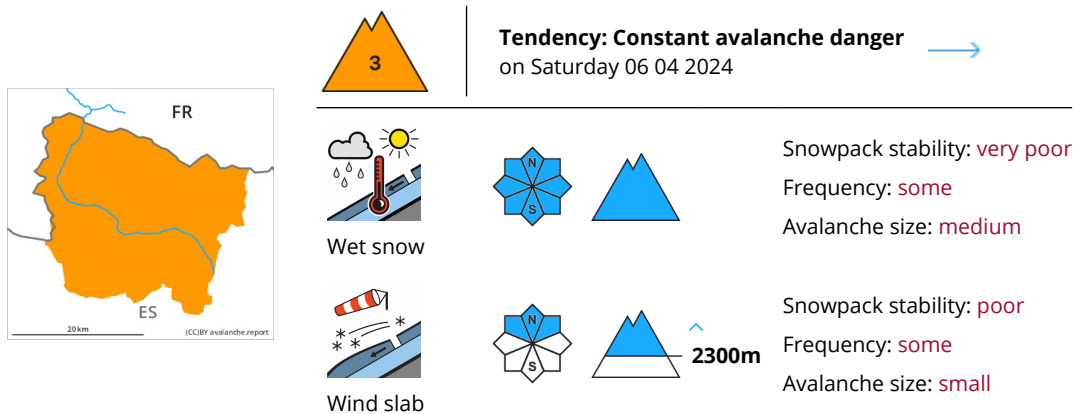 3
Tendency: Constant avalanche danger
on Saturday 06 04 2024
FR
ES
20 km
(CC)BY avalanche.report
N
S
Wet snow
Snowpack stability: very poor
Frequency: some
Avalanche size: medium
N
S
2300m
Wind slab
Snowpack stability: poor
Frequency: some
Avalanche size: small